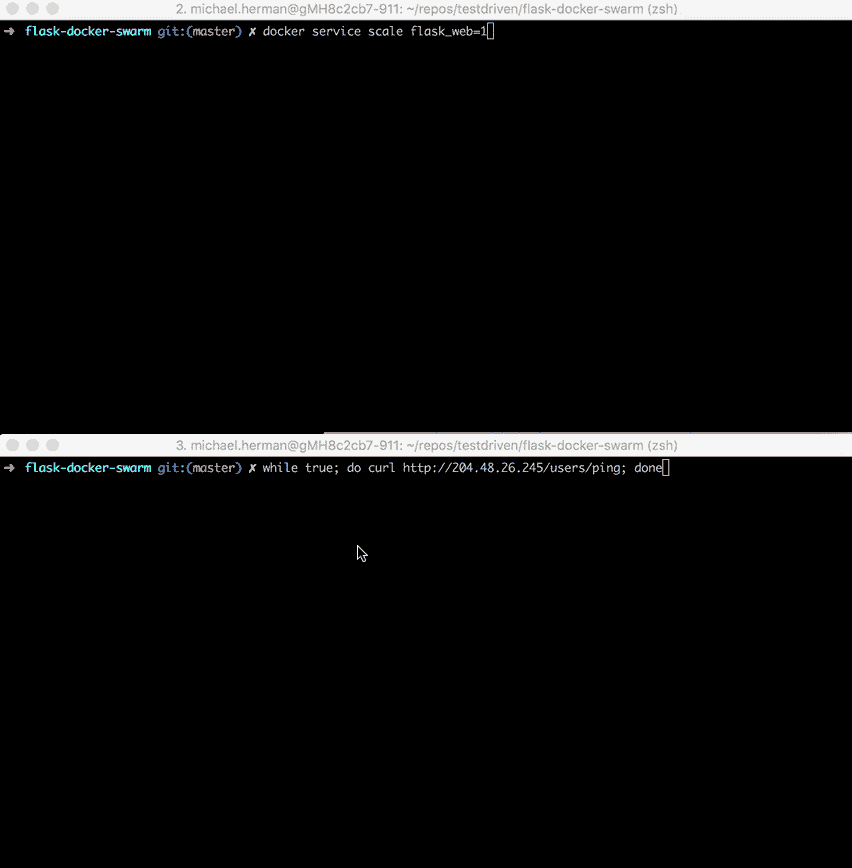 2. michael.herman@gMH8c2cb7-911: ~/repos/testdriven/flask-docker-swarm (zsh)
➜ flask-docker-swarm git:(master) ✗ docker service scale flask_web=1
3. michael.herman@gMH8c2cb7-911: ~/repos/testdriven/flask-docker-swarm (zsh)
➜ flask-docker-swarm git:(master) ✗ while true; do curl http://204.48.26.245/users/ping; done